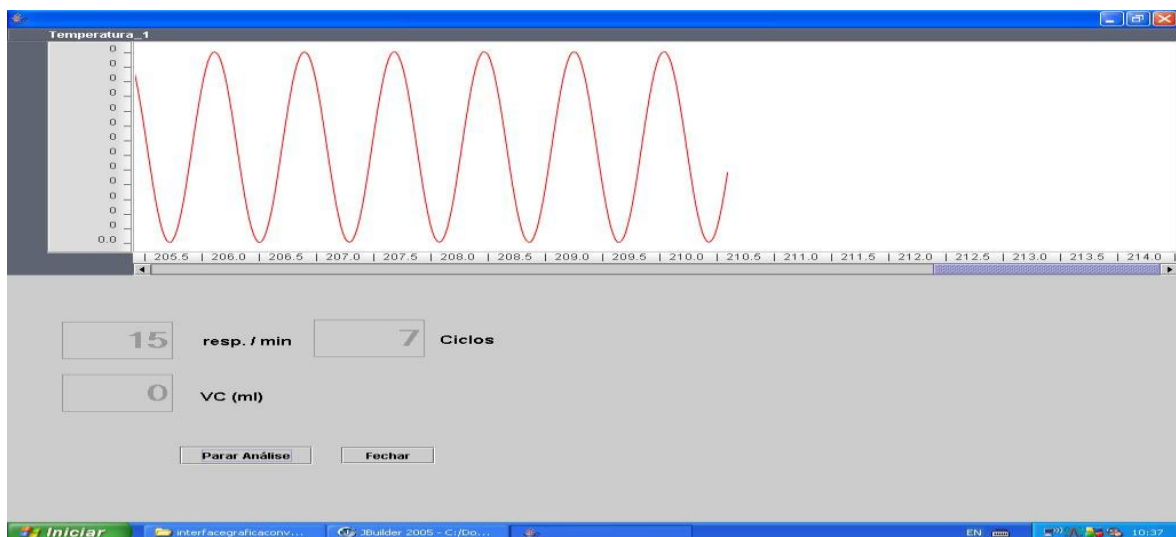 Temperatura_1
0
0
0
0
0
0
0
0
0
0
0
0
0
0.0
| 205.5 | 206.0 | 206.5 | 207.0 | 207.5 | 208.0 | 208.5 | 209.0 | 209.5 | 210.0 | 210.5 | 211.0 | 211.5 | 212.0 | 212.5 | 213.0 | 213.5 | 214.0 |
15 resp. / min 7 Ciclos
0 VC (ml)
Parar Análise Fechar
Iniciar interfacegraficaconv... JBuilder 2005 - C:/Do... EN 10:37